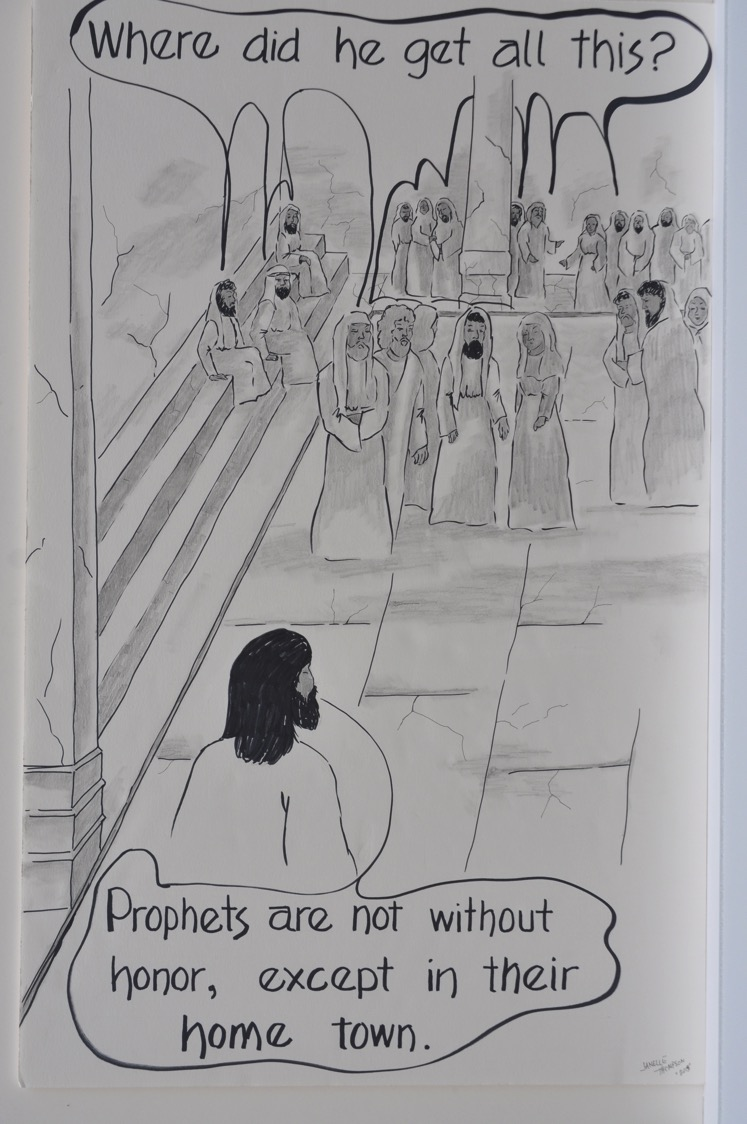 Where did he get all this?
Prophets are not without
honor, except in their
home town.